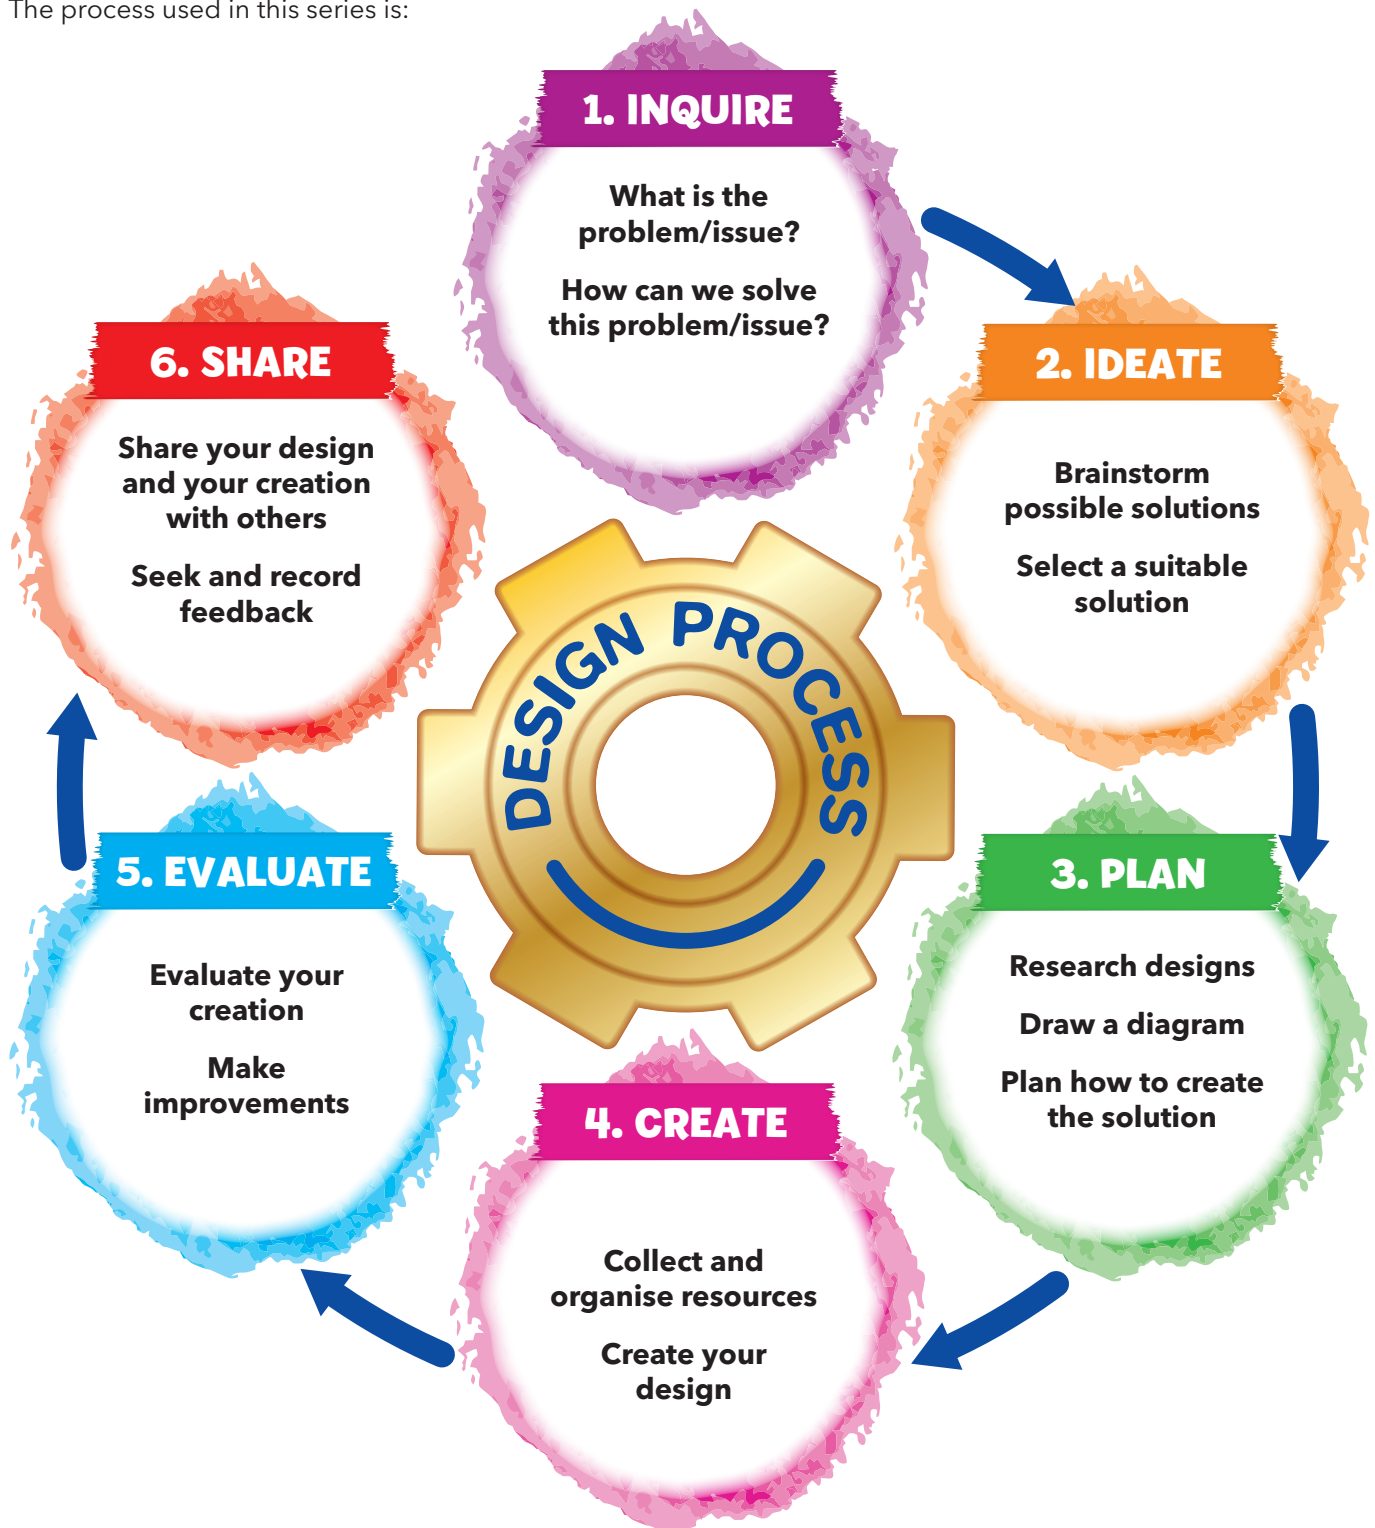 The process used in this series is:
1. INQUIRE
What is the
problem/issue?
How can we solve
this problem/issue?
2. IDEATE
Brainstorm
possible solutions
Select a suitable
solution
3. PLAN
Research designs
Draw a diagram
Plan how to create
the solution
4. CREATE
Collect and
organise resources
Create your
design
5. EVALUATE
Evaluate your
creation
Make
improvements
6. SHARE
Share your design
and your creation
with others
Seek and record
feedback
DESIGN PROCESS